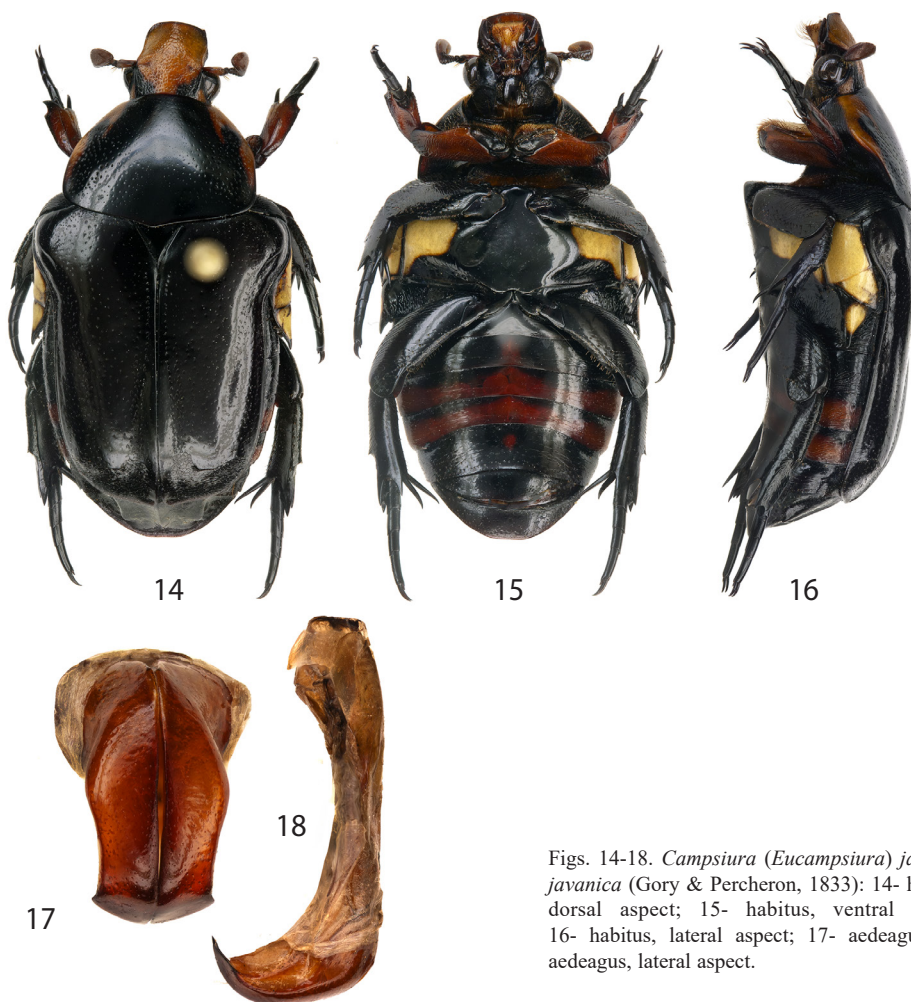 14
15
16
17
18
Figs. 14-18. Campsiura (Eucampsiura)
javanica (Gory & Percheron, 1833): 14-
dorsal aspect; 15- habitus, ventral
16- habitus, lateral aspect; 17-
aedeagus, lateral aspect.